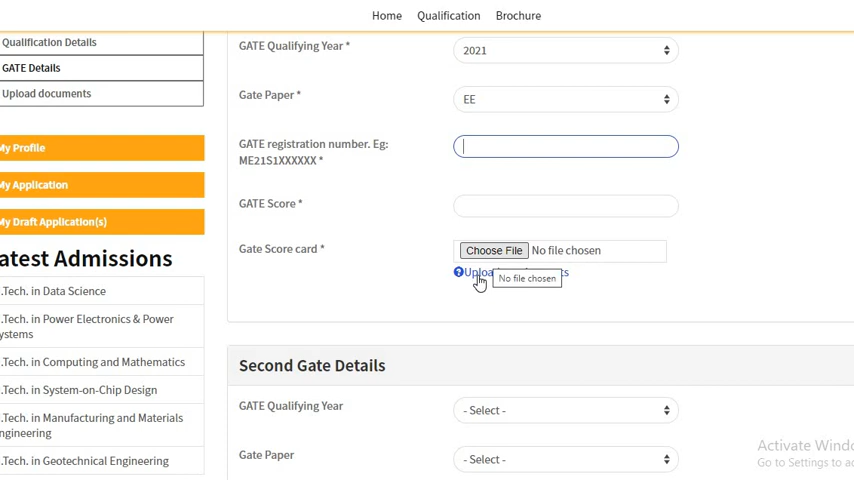 Home Qualification Brochure
Qualification Details
GATE Details
Upload documents
My Profile
My Application
My Draft Application(s)
atest Admissions
.Tech. in Data Science
.Tech. in Power Electronics & Power
ystems
.Tech. in Computing and Mathematics
.Tech. in System-on-Chip Design
.Tech. in Manufacturing and Materials
ngineering
.Tech. in Geotechnical Engineering
GATE Qualifying Year *
2021
Gate Paper *
EE
GATE registration number. Eg:
ME21S1XXXXXX *
GATE Score *
Gate Score card *
Choose File No file chosen
No file chosen
Second Gate Details
GATE Qualifying Year
- Select -
Gate Paper
- Select -
Activate Windo
Go to Settings to ac